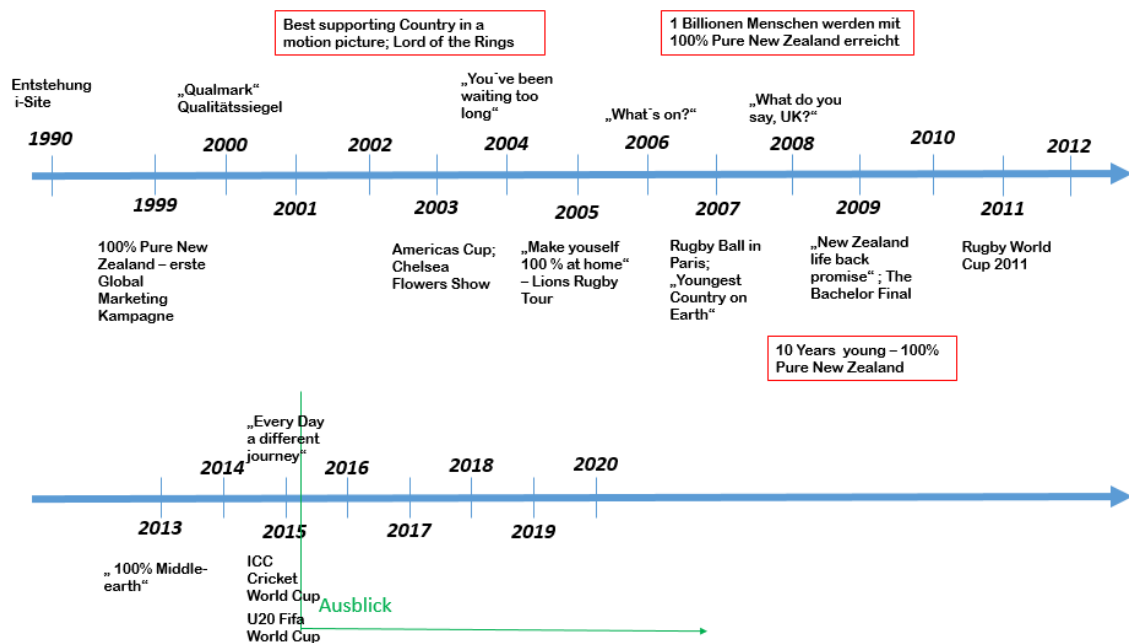 Best supporting Country in a
motion picture; Lord of the Rings
1 Billionen Menschen werden mit
100% Pure New Zealand erreicht
Entstehung
i-Site
„Qualmark“
Qualitätssiegel
„You´ve been
waiting too
long“
„What´s on?“
„What do you
say, UK?“
1990
2000
2002
2004
2006
2008
2010
2012
1999
2001
2003
2005
2007
2009
2011
100% Pure New
Zealand – erste
Global
Marketing
Kampagne
Americas Cup;
Chelsea
Flowers Show
„Make youself
100 % at home“
– Lions Rugby
Tour
Rugby Ball in
Paris;
„Youngest
Country on
Earth“
„New Zealand
life back
promise“ ; The
Bachelor Final
Rugby World
Cup 2011
10 Years  young – 100%
Pure New Zealand
„Every Day
a different
journey“
2014
2016
2018
2020
2013
2015
2017
2019
„ 100% Middle-
earth“
ICC
Cricket
World Cup
U20 Fifa
World Cup
Ausblick